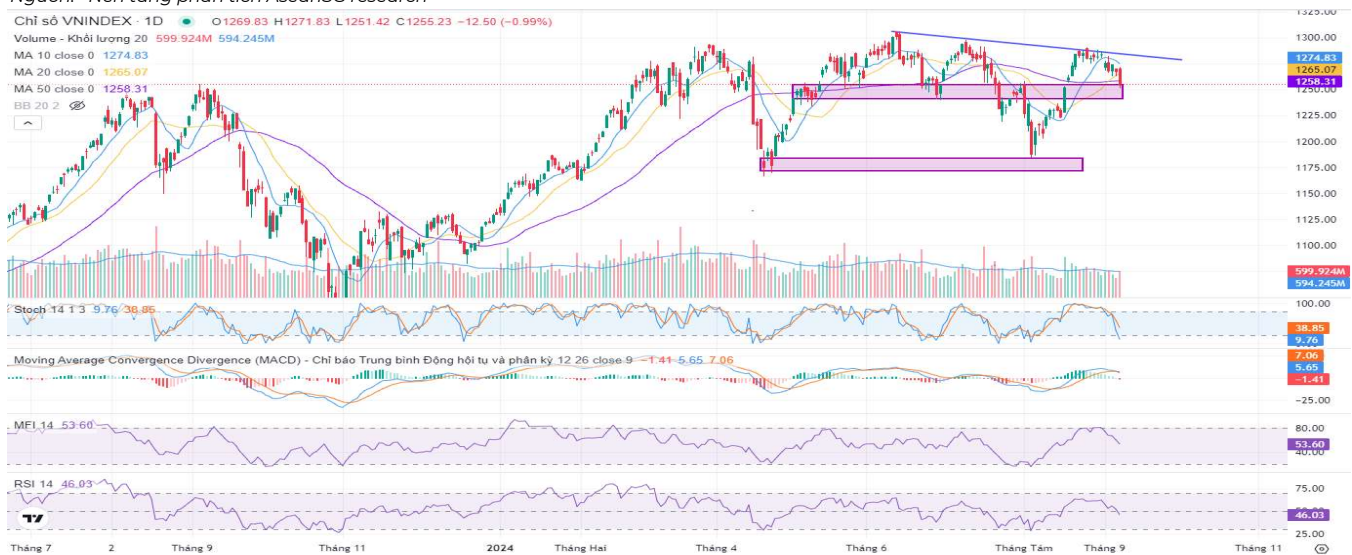 Nguồn: Nền tảng phân tích AseanSC research
Chỉ số VNINDEX · 1D O1269.83 H1271.83 L1251.42 C1255.23 −12.50 (−0.99%)
Volume - Khối lượng 20 599.924M 594.245M
MA 10 close 0 1274.83
MA 20 close 0 1265.07
MA 50 close 0 1258.31
BB 20 2
1325.00
1300.00
1274.83
1265.07
1258.31
1250.00
1225.00
1200.00
1175.00
1150.00
1125.00
1100.00
599.924M
594.245M
Stoch 14 1 3 9.76 38.85
100.00
38.85
9.76
Moving Average Convergence Divergence (MACD) - Chỉ báo Trung bình Động hội tụ và phân kỳ 12 26 close 9 −1.41 5.65 7.06
7.06
5.65
−1.41
−25.00
MFI 14 53.60
80.00
53.60
40.00
RSI 14 46.03
75.00
46.03
25.00
Tháng 7 2 Tháng 9 Tháng 11 2024 Tháng Hai Tháng 4 Tháng 6 Tháng Tám Tháng 9 Tháng 11